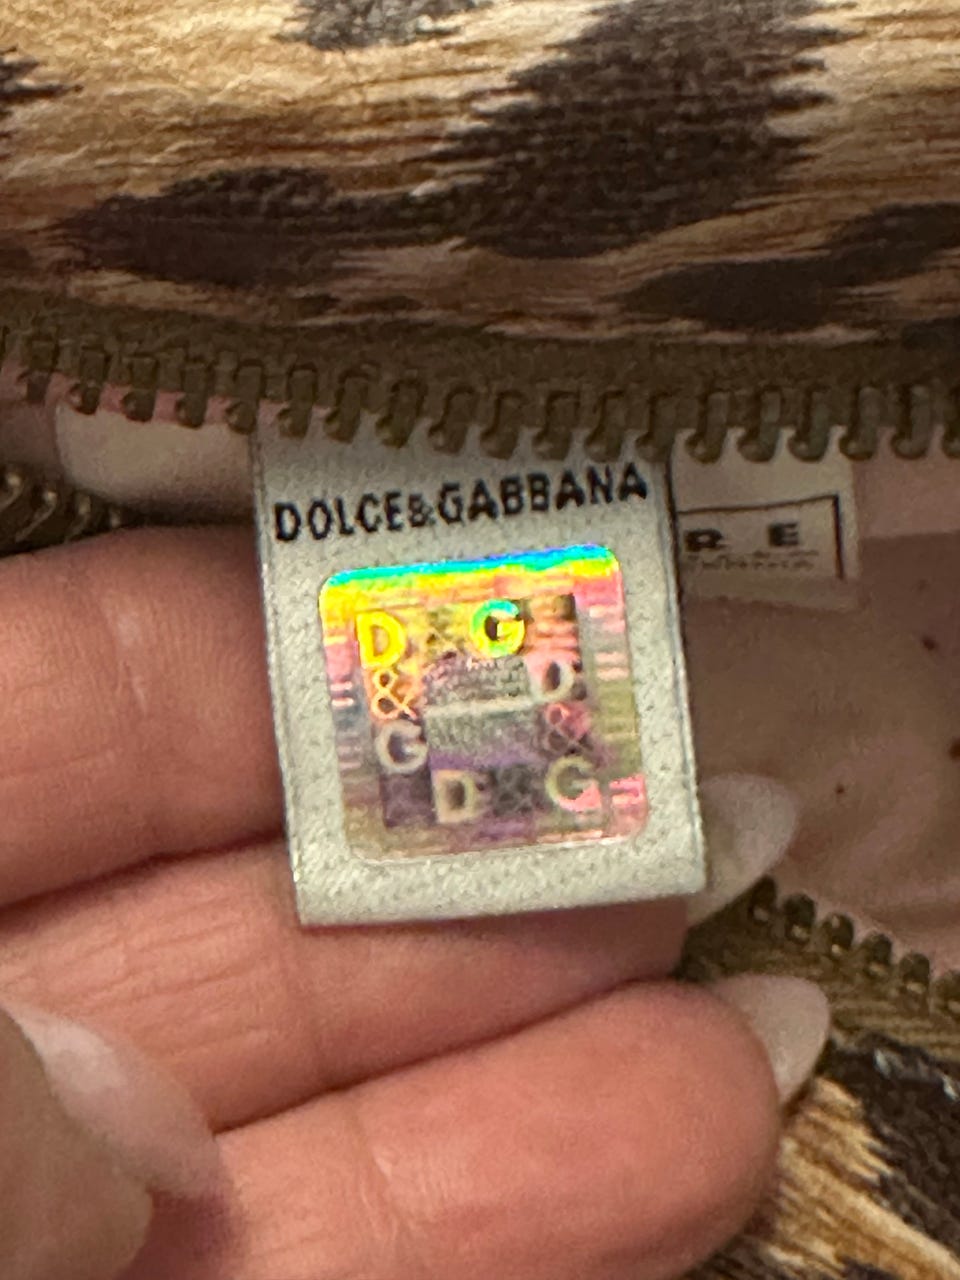 DOLCE&GABBANA
R E
D & G
& D
G &
D & G